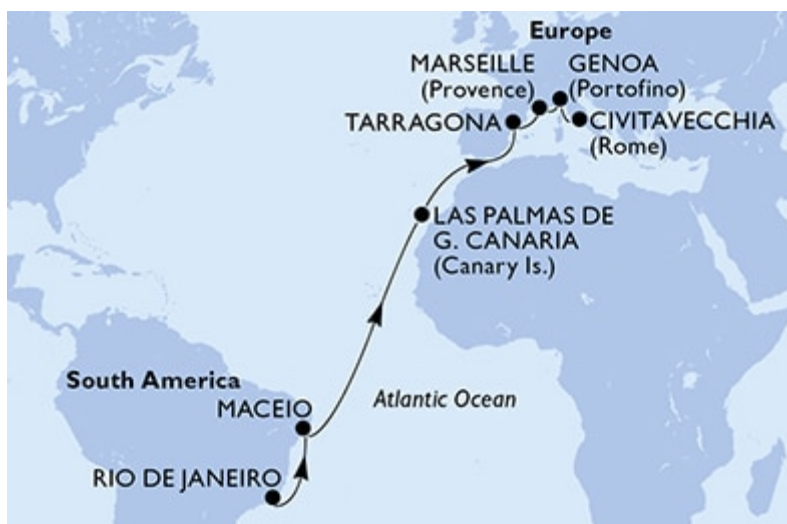 Europe
MARSEILLE
(Provence)
GENOA
(Portofino)
TARRAGONA
CIVITAVECCHIA
(Rome)
LAS PALMAS DE
G. CANARIA
(Canary Is.)
South America
MACEIO
Atlantic Ocean
RIO DE JANEIRO